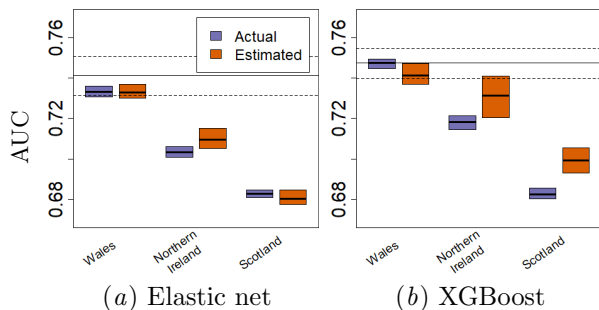 AUC
0.76
0.72
0.68
Actual
Estimated
Wales
Northern
Ireland
Scotland
(a) Elastic net
0.76
0.72
0.68
Wales
Northern
Ireland
Scotland
(b) XGBoost